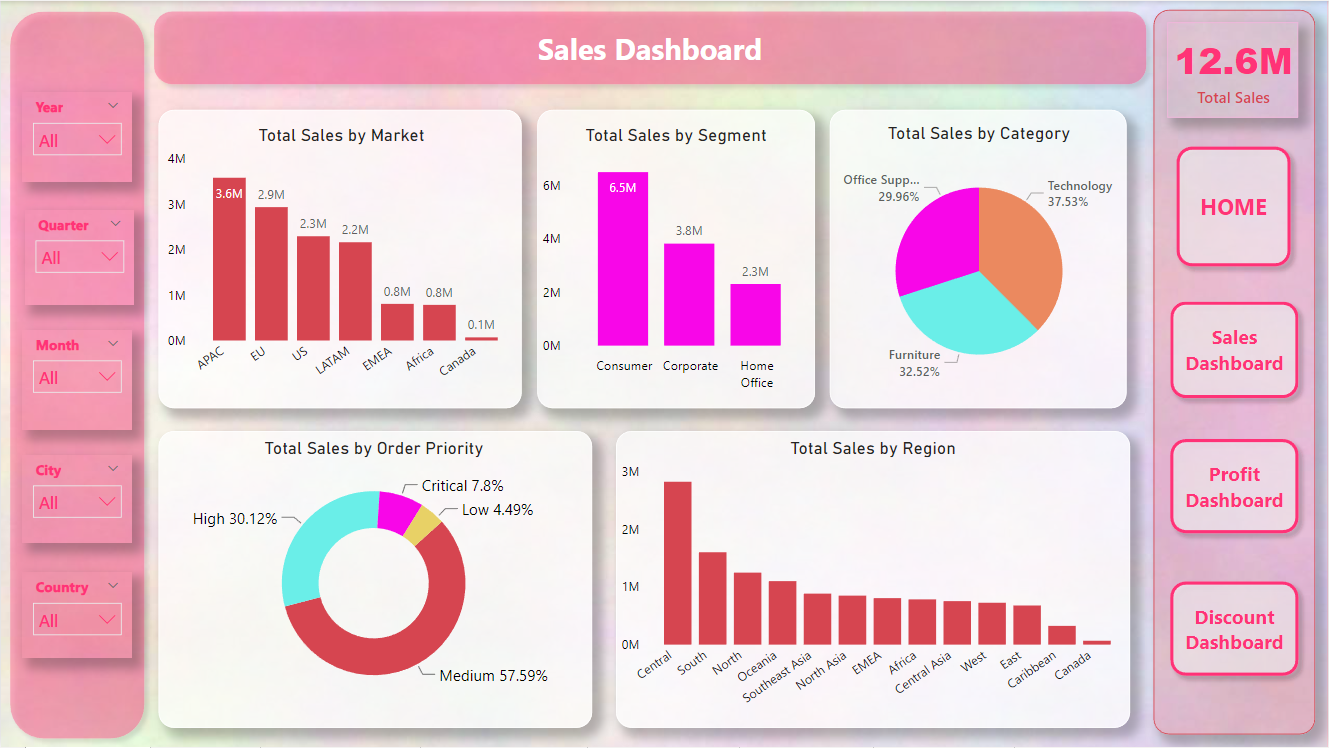 Sales Dashboard
Year
All
Quarter
All
Month
All
City
All
Country
All
Total Sales by Market
4M
3M
2M
1M
0M
3.6M
2.9M
2.3M
2.2M
0.8M
0.8M
0.1M
APAC
EU
US
LATAM
EMEA
Africa
Canada
Total Sales by Segment
6M
4M
2M
0M
6.5M
3.8M
2.3M
Consumer
Corporate
Home
Office
Total Sales by Category
Office Supp...
29.96%
Technology
37.53%
Furniture
32.52%
Total Sales by Order Priority
Critical 7.8%
Low 4.49%
High 30.12%
Medium 57.59%
Total Sales by Region
3M
2M
1M
0M
Central
South
North
Oceania
Southeast Asia
North Asia
EMEA
Africa
Central Asia
West
East
Caribbean
Canada
12.6M
Total Sales
HOME
Sales
Dashboard
Profit
Dashboard
Discount
Dashboard